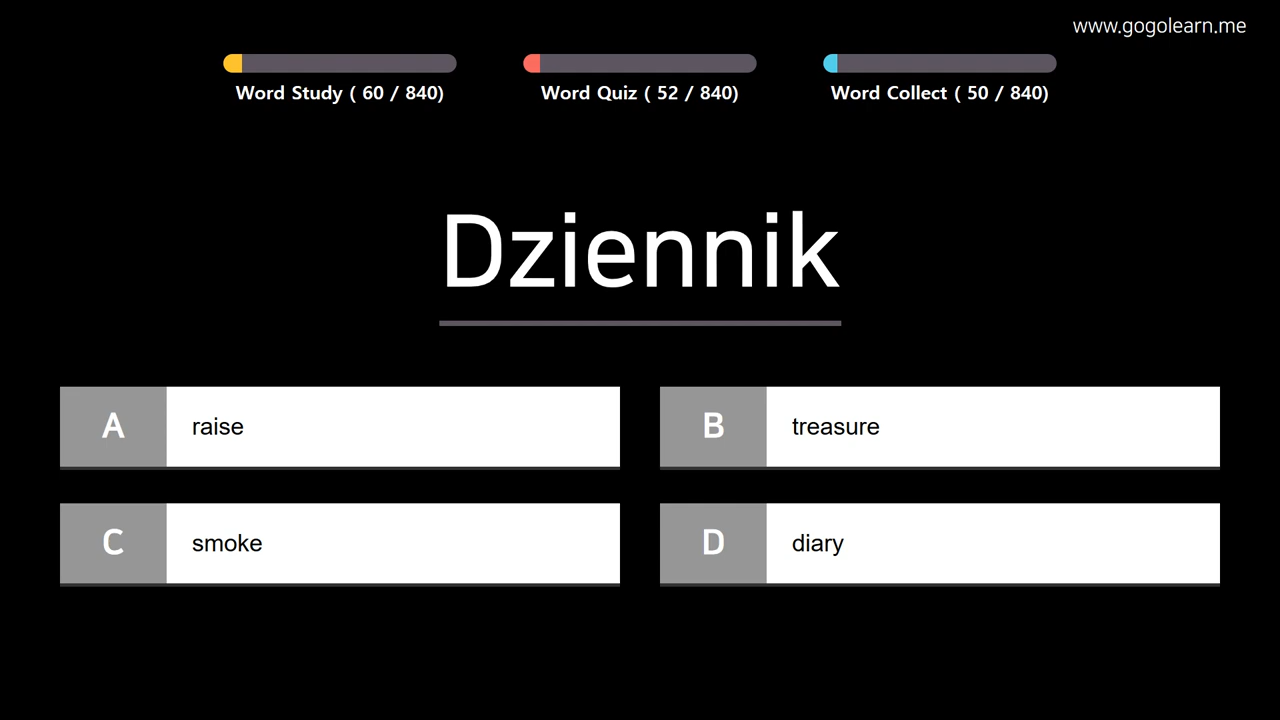 www.gogolearn.me
Word Study ( 60 / 840)
Word Quiz ( 52 / 840)
Word Collect ( 50 / 840)
Dziennik
A raise
B treasure
C smoke
D diary